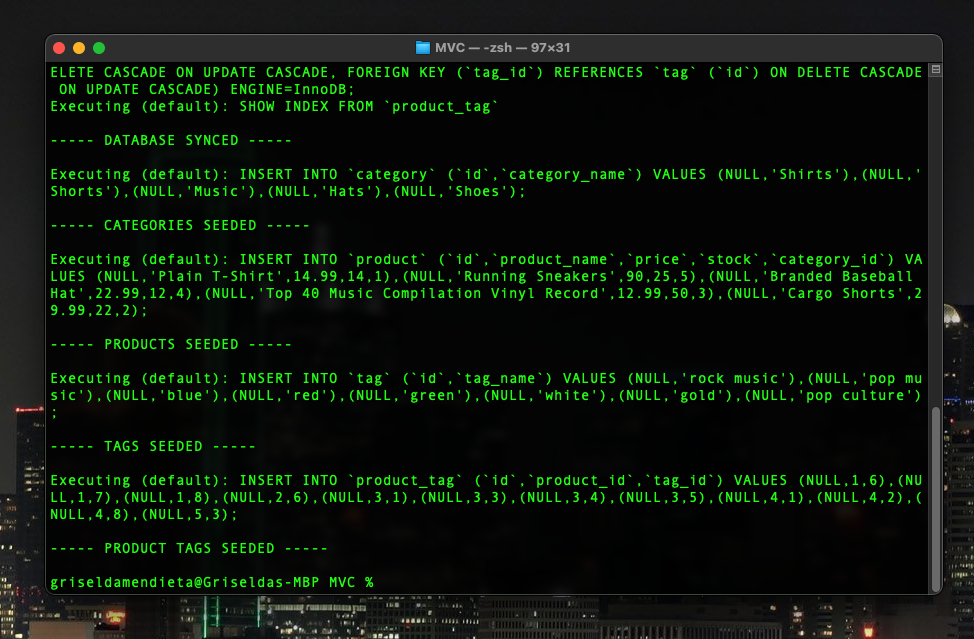 MVC — -zsh — 97×31
ELETE CASCADE ON UPDATE CASCADE, FOREIGN KEY (`tag_id`) REFERENCES `tag` (`id`) ON DELETE CASCADE
 ON UPDATE CASCADE) ENGINE=InnoDB;
Executing (default): SHOW INDEX FROM `product_tag`
----- DATABASE SYNCED -----
Executing (default): INSERT INTO `category` (`id`,`category_name`) VALUES (NULL,'Shirts'),(NULL,'
Shorts'),(NULL,'Music'),(NULL,'Hats'),(NULL,'Shoes');
----- CATEGORIES SEEDED -----
Executing (default): INSERT INTO `product` (`id`,`product_name`,`price`,`stock`,`category_id`) VA
LUES (NULL,'Plain T-Shirt',14.99,14,1),(NULL,'Running Sneakers',90,25,5),(NULL,'Branded Baseball 
Hat',22.99,12,4),(NULL,'Top 40 Music Compilation Vinyl Record',12.99,50,3),(NULL,'Cargo Shorts',2
9.99,22,2);
----- PRODUCTS SEEDED -----
Executing (default): INSERT INTO `tag` (`id`,`tag_name`) VALUES (NULL,'rock music'),(NULL,'pop mu
sic'),(NULL,'blue'),(NULL,'red'),(NULL,'green'),(NULL,'white'),(NULL,'gold'),(NULL,'pop culture')
;
----- TAGS SEEDED -----
Executing (default): INSERT INTO `product_tag` (`id`,`product_id`,`tag_id`) VALUES (NULL,1,6),(NU
LL,1,7),(NULL,1,8),(NULL,2,6),(NULL,3,1),(NULL,3,3),(NULL,3,4),(NULL,3,5),(NULL,4,1),(NULL,4,2),(
NULL,4,8),(NULL,5,3);
----- PRODUCT TAGS SEEDED -----
griseldamendieta@Griseldas-MBP MVC %